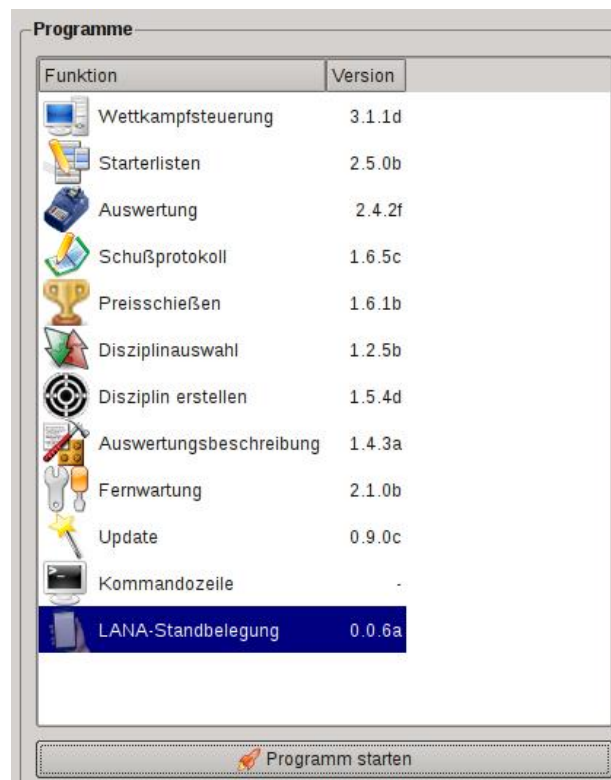 Programme
Funktion Version
Wettkampfsteuerung 3.1.1d
Starterlisten 2.5.0b
Auswertung 2.4.2f
Schußprotokoll 1.6.5c
Preisschießen 1.6.1b
Disziplinauswahl 1.2.5b
Disziplin erstellen 1.5.4d
Auswertungsbeschreibung 1.4.3a
Fernwartung 2.1.0b
Update 0.9.0c
Kommandozeile -
LANA-Standbelegung 0.0.6a
Programm starten